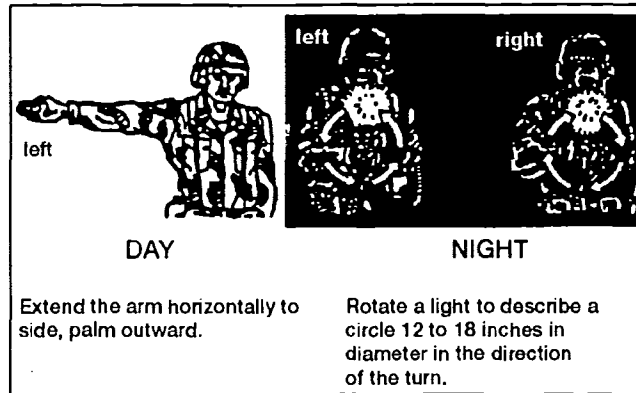 left
left
right
DAY
NIGHT
Extend the arm horizontally to
side, palm outward.
Rotate a light to describe a
circle 12 to 18 inches in
diameter in the direction
of the turn.